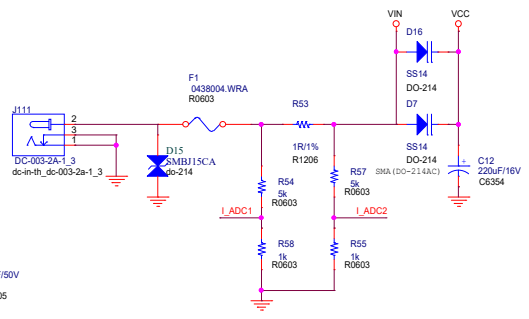 VIN
VCC
D16
SS14
DO-214
F1
0438004.WRA
R0603
R53
1R/1%
R1206
D7
SS14
DO-214
SMA(DO-214AC)
J111
2
3
1
DC-003-2A-1_3
dc-in-th_dc-003-2a-1_3
D15
SMBJ15CA
do-214
R54
5k
R0603
R57
5k
R0603
C12
220uF/16V
C6354
+
I_ADC1
I_ADC2
R58
1k
R0603
R55
1k
R0603
/50V
05